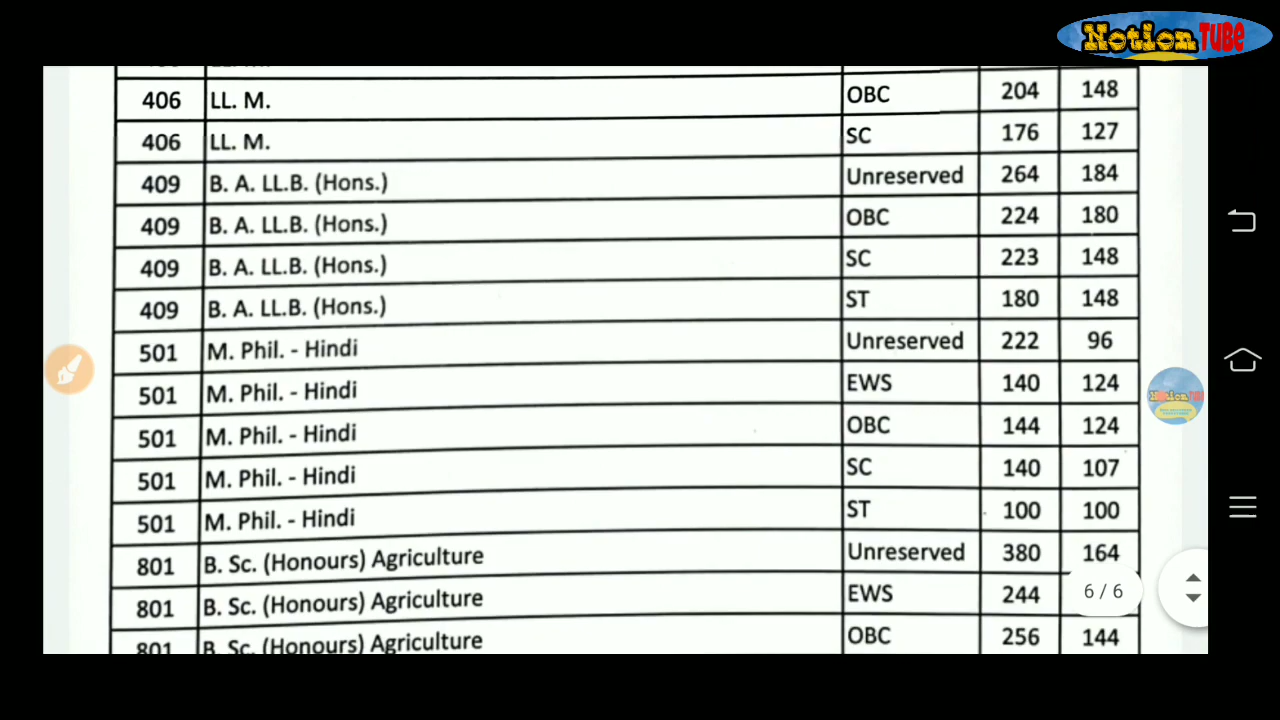 Notion TUBE
406 LL. M. OBC 204 148
406 LL. M. SC 176 127
409 B. A. LL.B. (Hons.) Unreserved 264 184
409 B. A. LL.B. (Hons.) OBC 224 180
409 B. A. LL.B. (Hons.) SC 223 148
409 B. A. LL.B. (Hons.) ST 180 148
501 M. Phil. - Hindi Unreserved 222 96
501 M. Phil. - Hindi EWS 140 124
501 M. Phil. - Hindi OBC 144 124
501 M. Phil. - Hindi SC 140 107
501 M. Phil. - Hindi ST 100 100
801 B. Sc. (Honours) Agriculture Unreserved 380 164
801 B. Sc. (Honours) Agriculture EWS 244
6 / 6
801 B. Sc. (Honours) Agriculture OBC 256 144